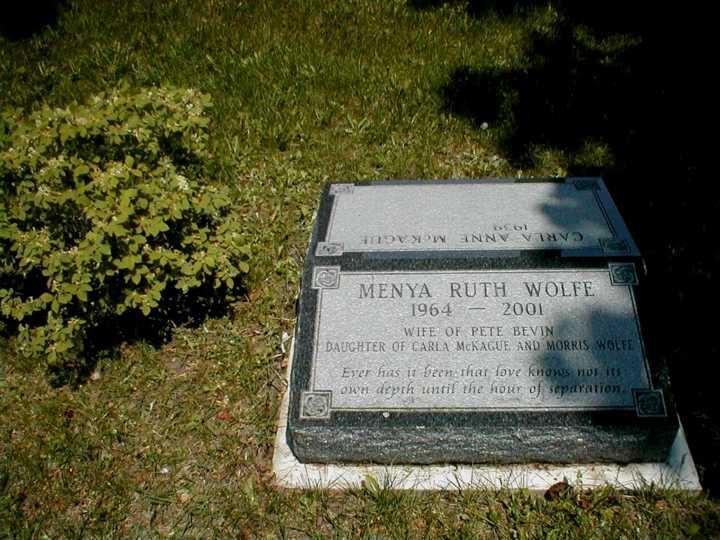 CARLA ANNE McKAGUE
1939
MENYA RUTH WOLFE
1964 — 2001
WIFE OF PETE BEVIN
DAUGHTER OF CARLA McKAGUE AND MORRIS WOLFE
Ever has it been that love knows not its
own depth until the hour of separation.